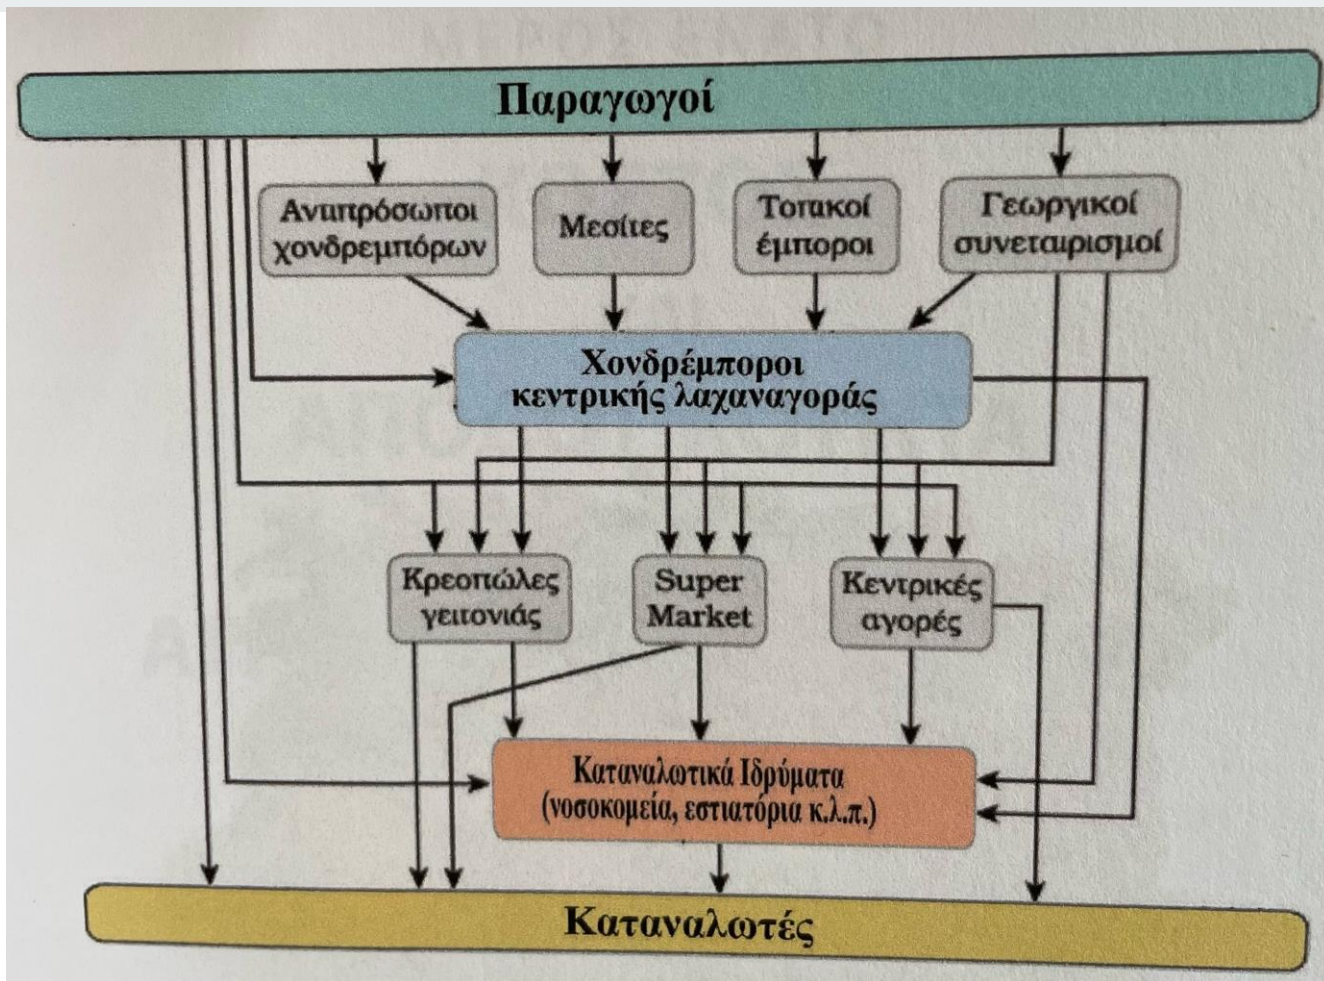 Παραγωγοί
Αντιπρόσωποι
χονδρεμπόρων
Μεσίτες
Τοπικοί
έμποροι
Γεωργικοί
συνεταιρισμοί
Χονδρέμποροι
κεντρικής λαχαναγοράς
Κρεοπώλες
γειτονιάς
Super
Market
Κεντρικές
αγορές
Καταναλωτικά Ιδρύματα
(νοσοκομεία, εστιατόρια κ.λ.π.)
Καταναλωτές